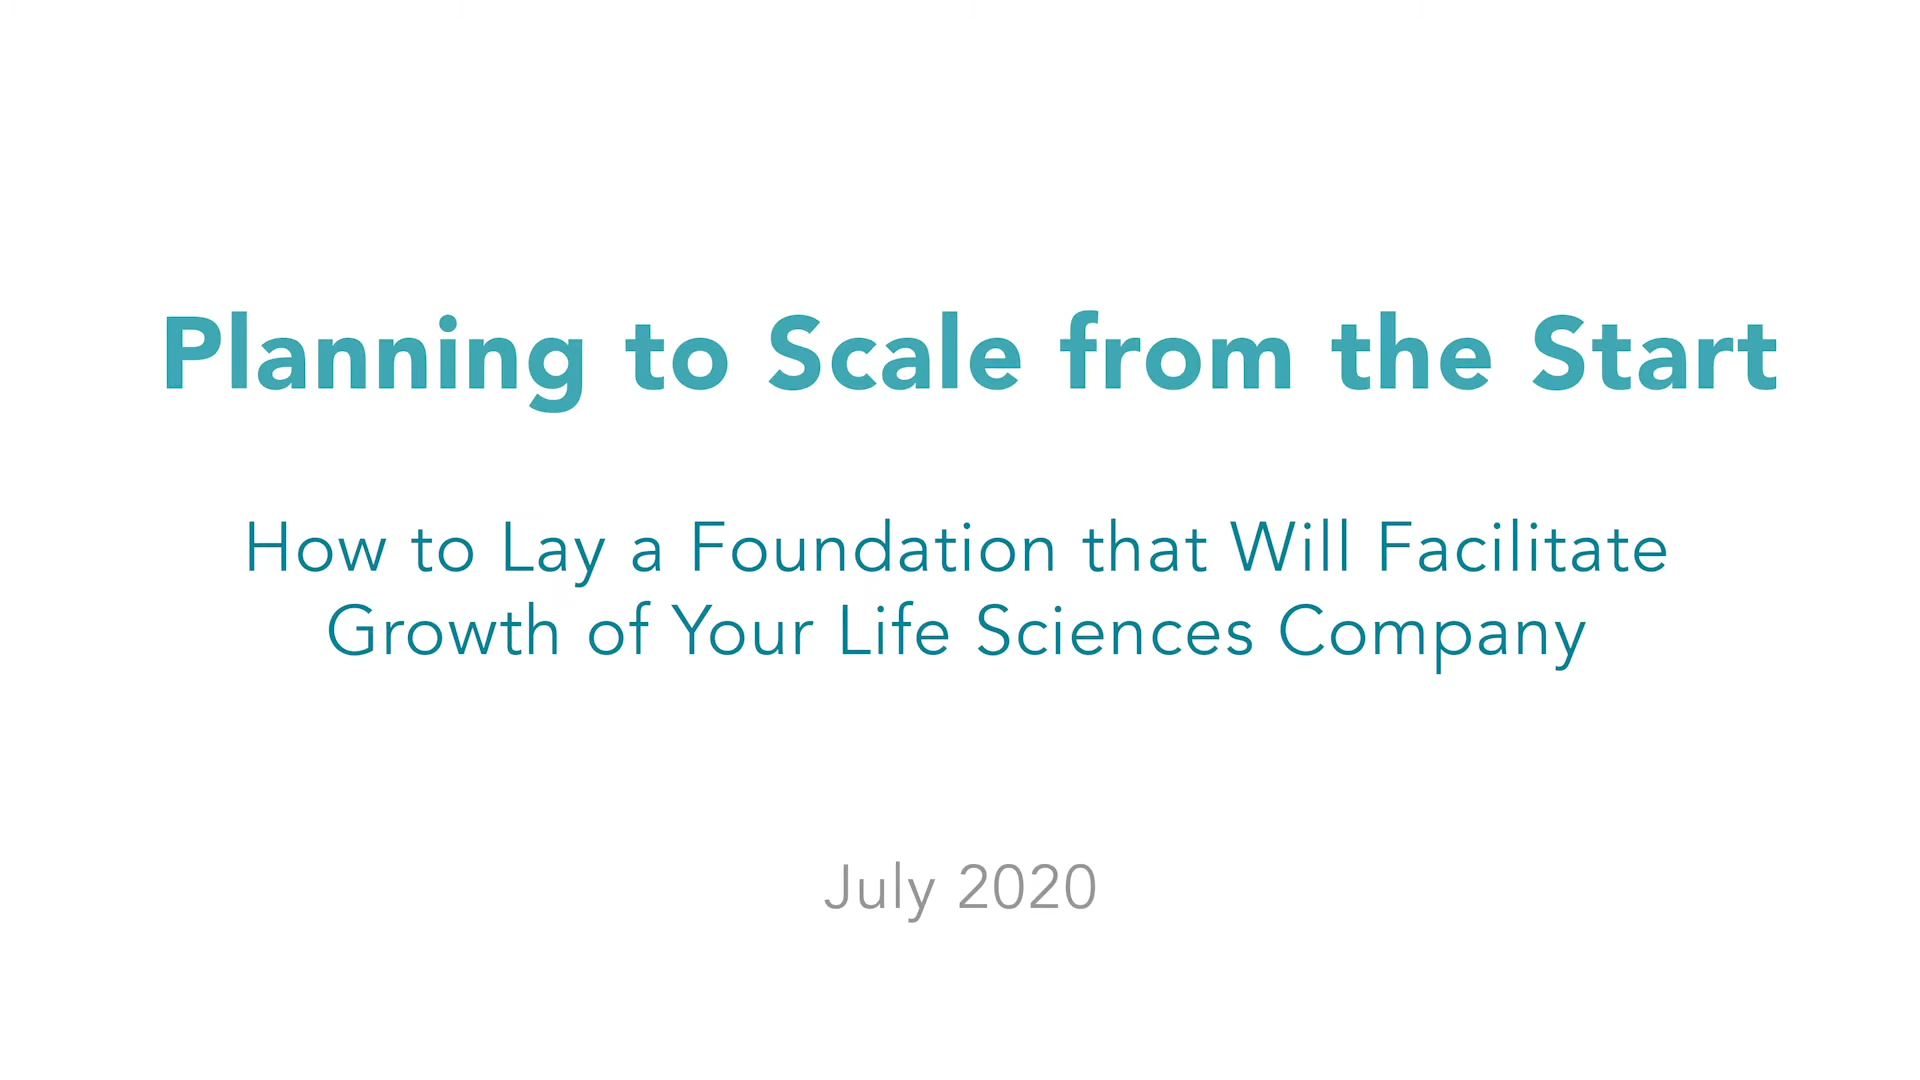 Planning to Scale from the Start
How to Lay a Foundation that Will Facilitate
Growth of Your Life Sciences Company
July 2020